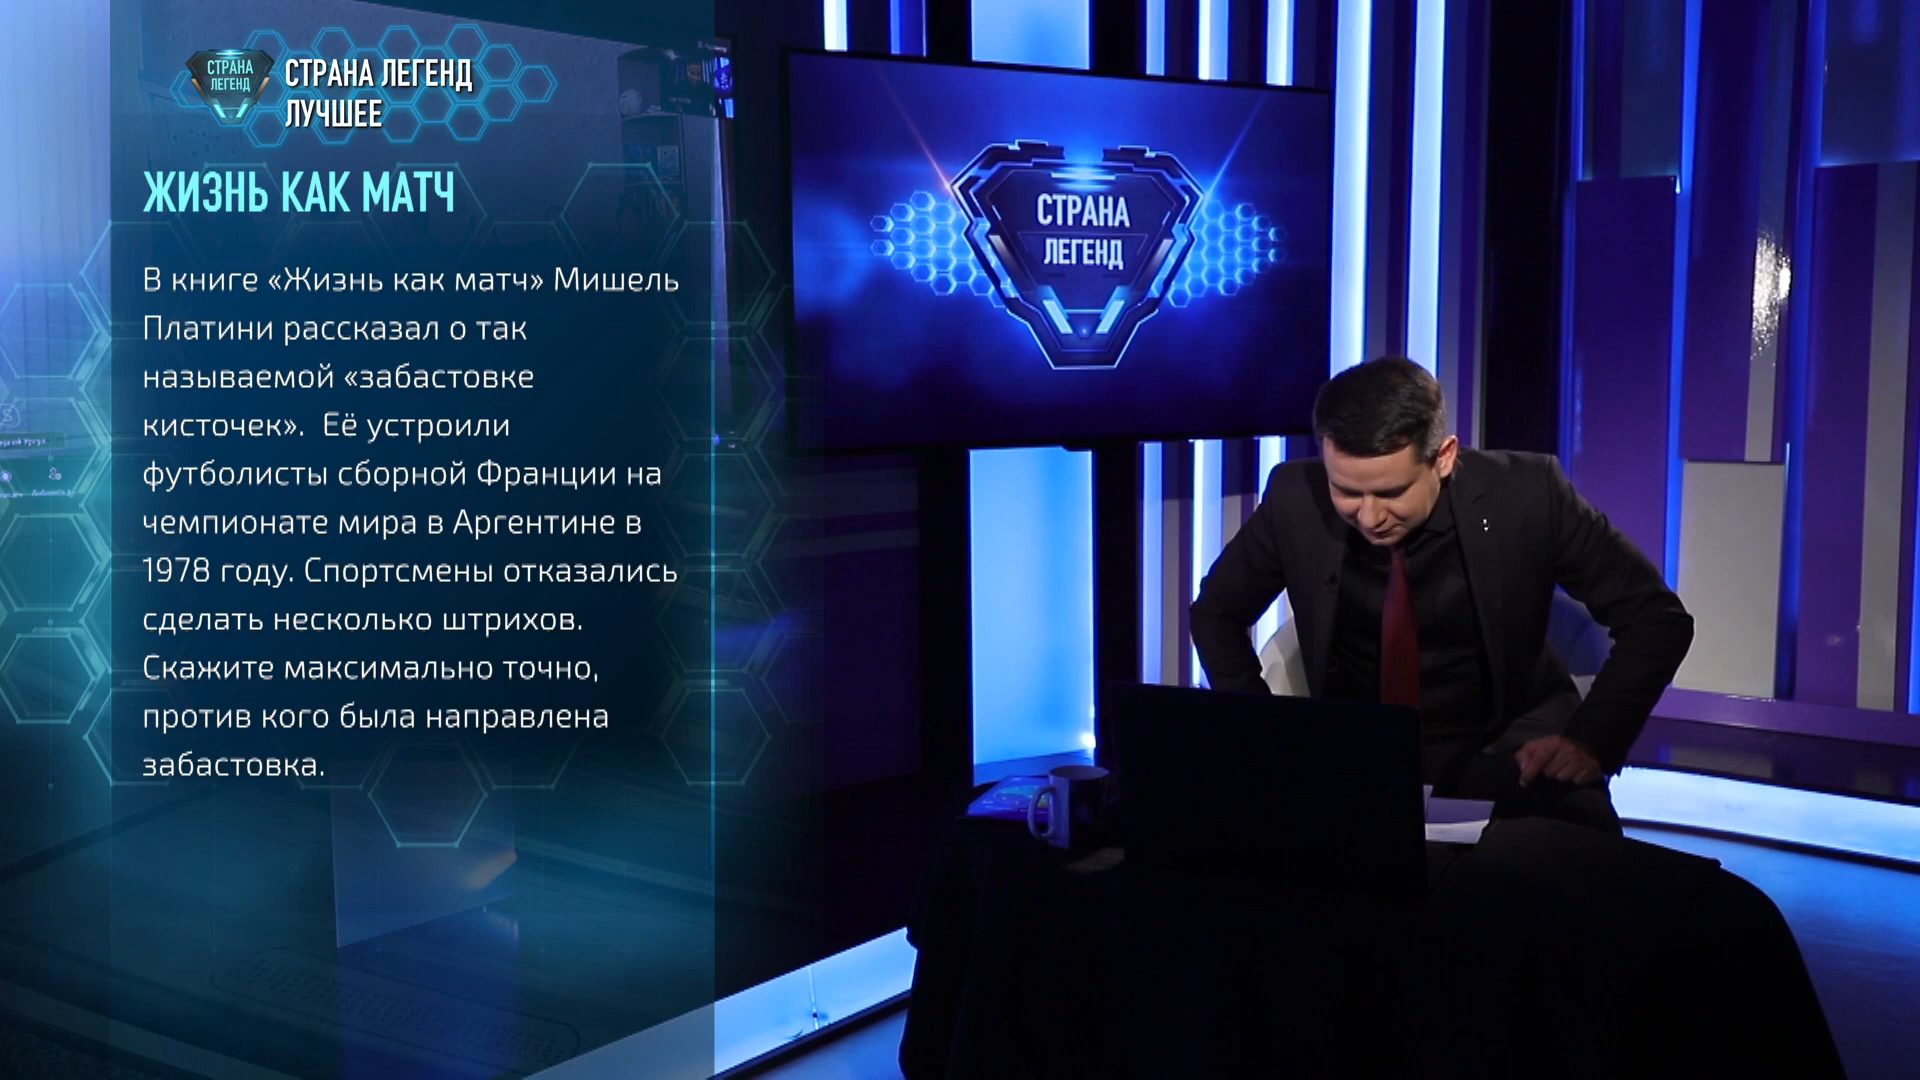 СТРАНА
ЛЕГЕНД
СТРАНА ЛЕГЕНД
ЛУЧШЕЕ
ЖИЗНЬ КАК МАТЧ
В книге «Жизнь как матч» Мишель
Платини рассказал о так
называемой «забастовке
кисточек».  Её устроили
футболисты сборной Франции на
чемпионате мира в Аргентине в
1978 году. Спортсмены отказались
сделать несколько штрихов.
Скажите максимально точно,
против кого была направлена
забастовка.
СТРАНА
ЛЕГЕНД